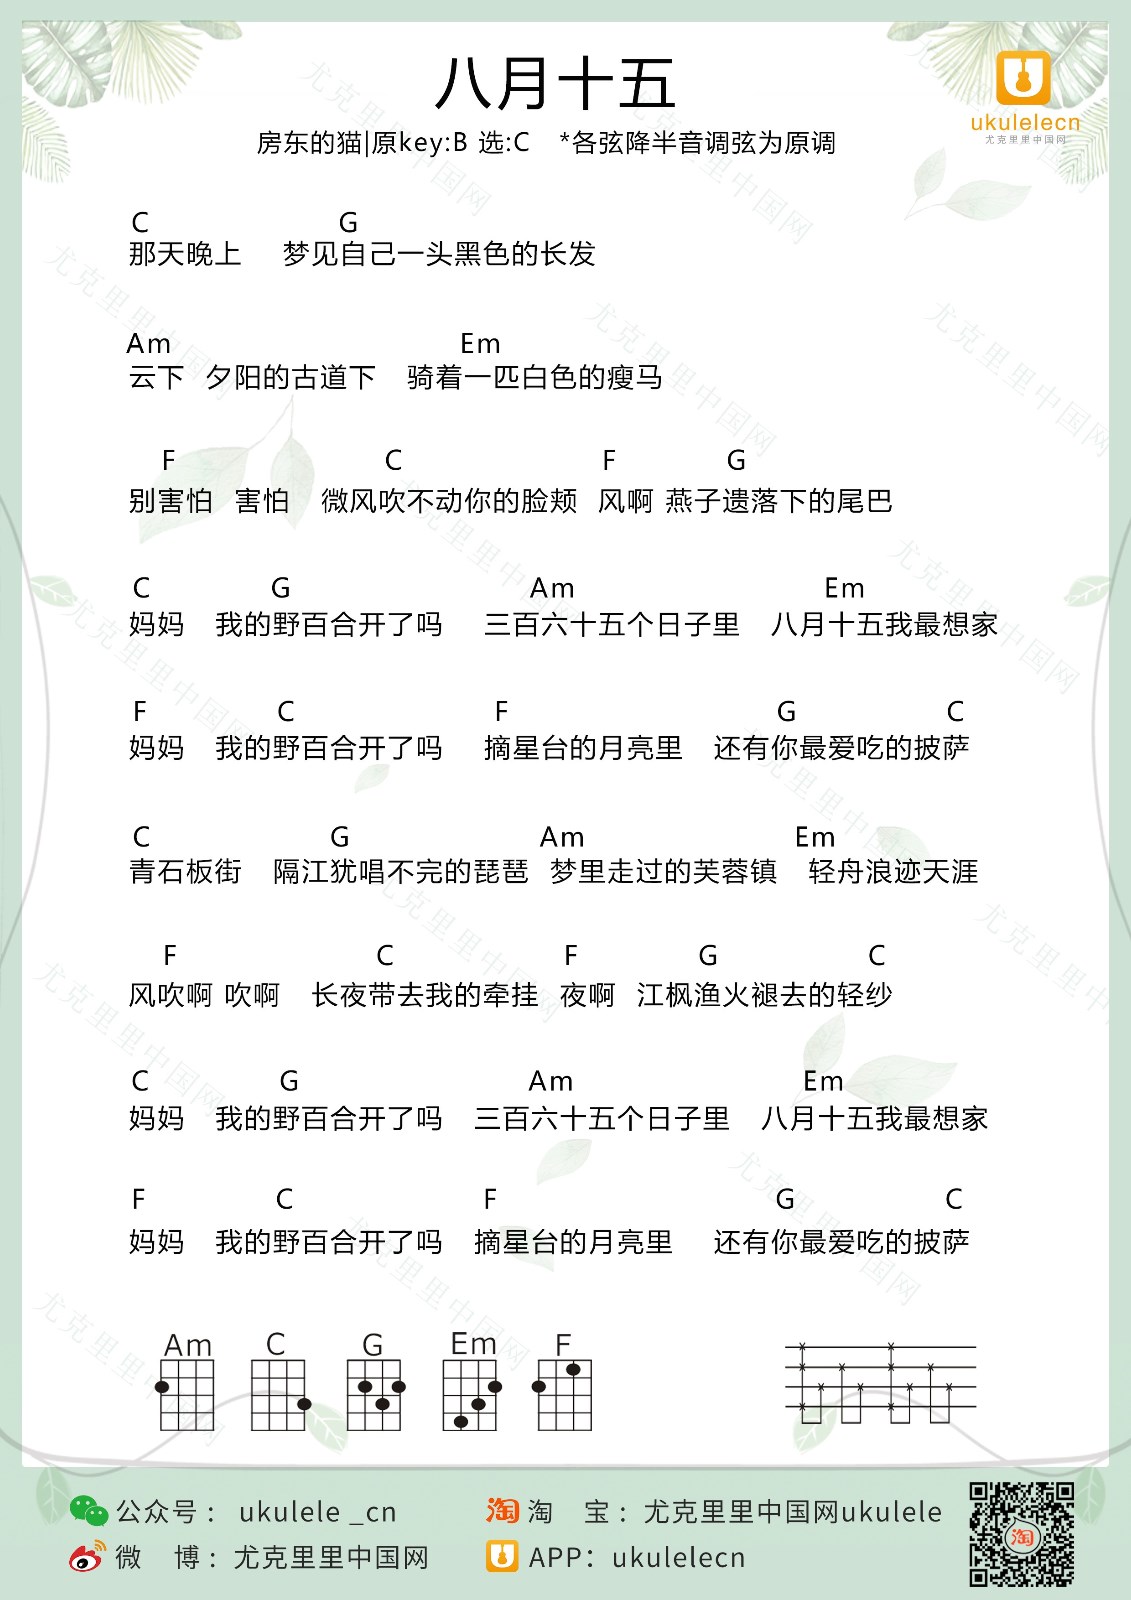 八月十五
ukulelecn
尤克里里中国网
房东的猫|原key:B 选:C *各弦降半音调弦为原调
C G
那天晚上 梦见自己一头黑色的长发
Am Em
云下 夕阳的古道下 骑着一匹白色的瘦马
F C F G
别害怕 害怕 微风吹不动你的脸颊 风啊 燕子遗落下的尾巴
C G Am Em
妈妈 我的野百合开了吗 三百六十五个日子里 八月十五我最想家
F C F G C
妈妈 我的野百合开了吗 摘星台的月亮里 还有你最爱吃的披萨
C G Am Em
青石板街 隔江犹唱不完的琵琶 梦里走过的芙蓉镇 轻舟浪迹天涯
F C F G C
风吹啊 吹啊 长夜带去我的牵挂 夜啊 江枫渔火褪去的轻纱
C G Am Em
妈妈 我的野百合开了吗 三百六十五个日子里 八月十五我最想家
F C F G C
妈妈 我的野百合开了吗 摘星台的月亮里 还有你最爱吃的披萨
Am C G Em F
公众号： ukulele _cn
淘 淘 宝：尤克里里中国网ukulele
微 博：尤克里里中国网
APP：ukulelecn
淘